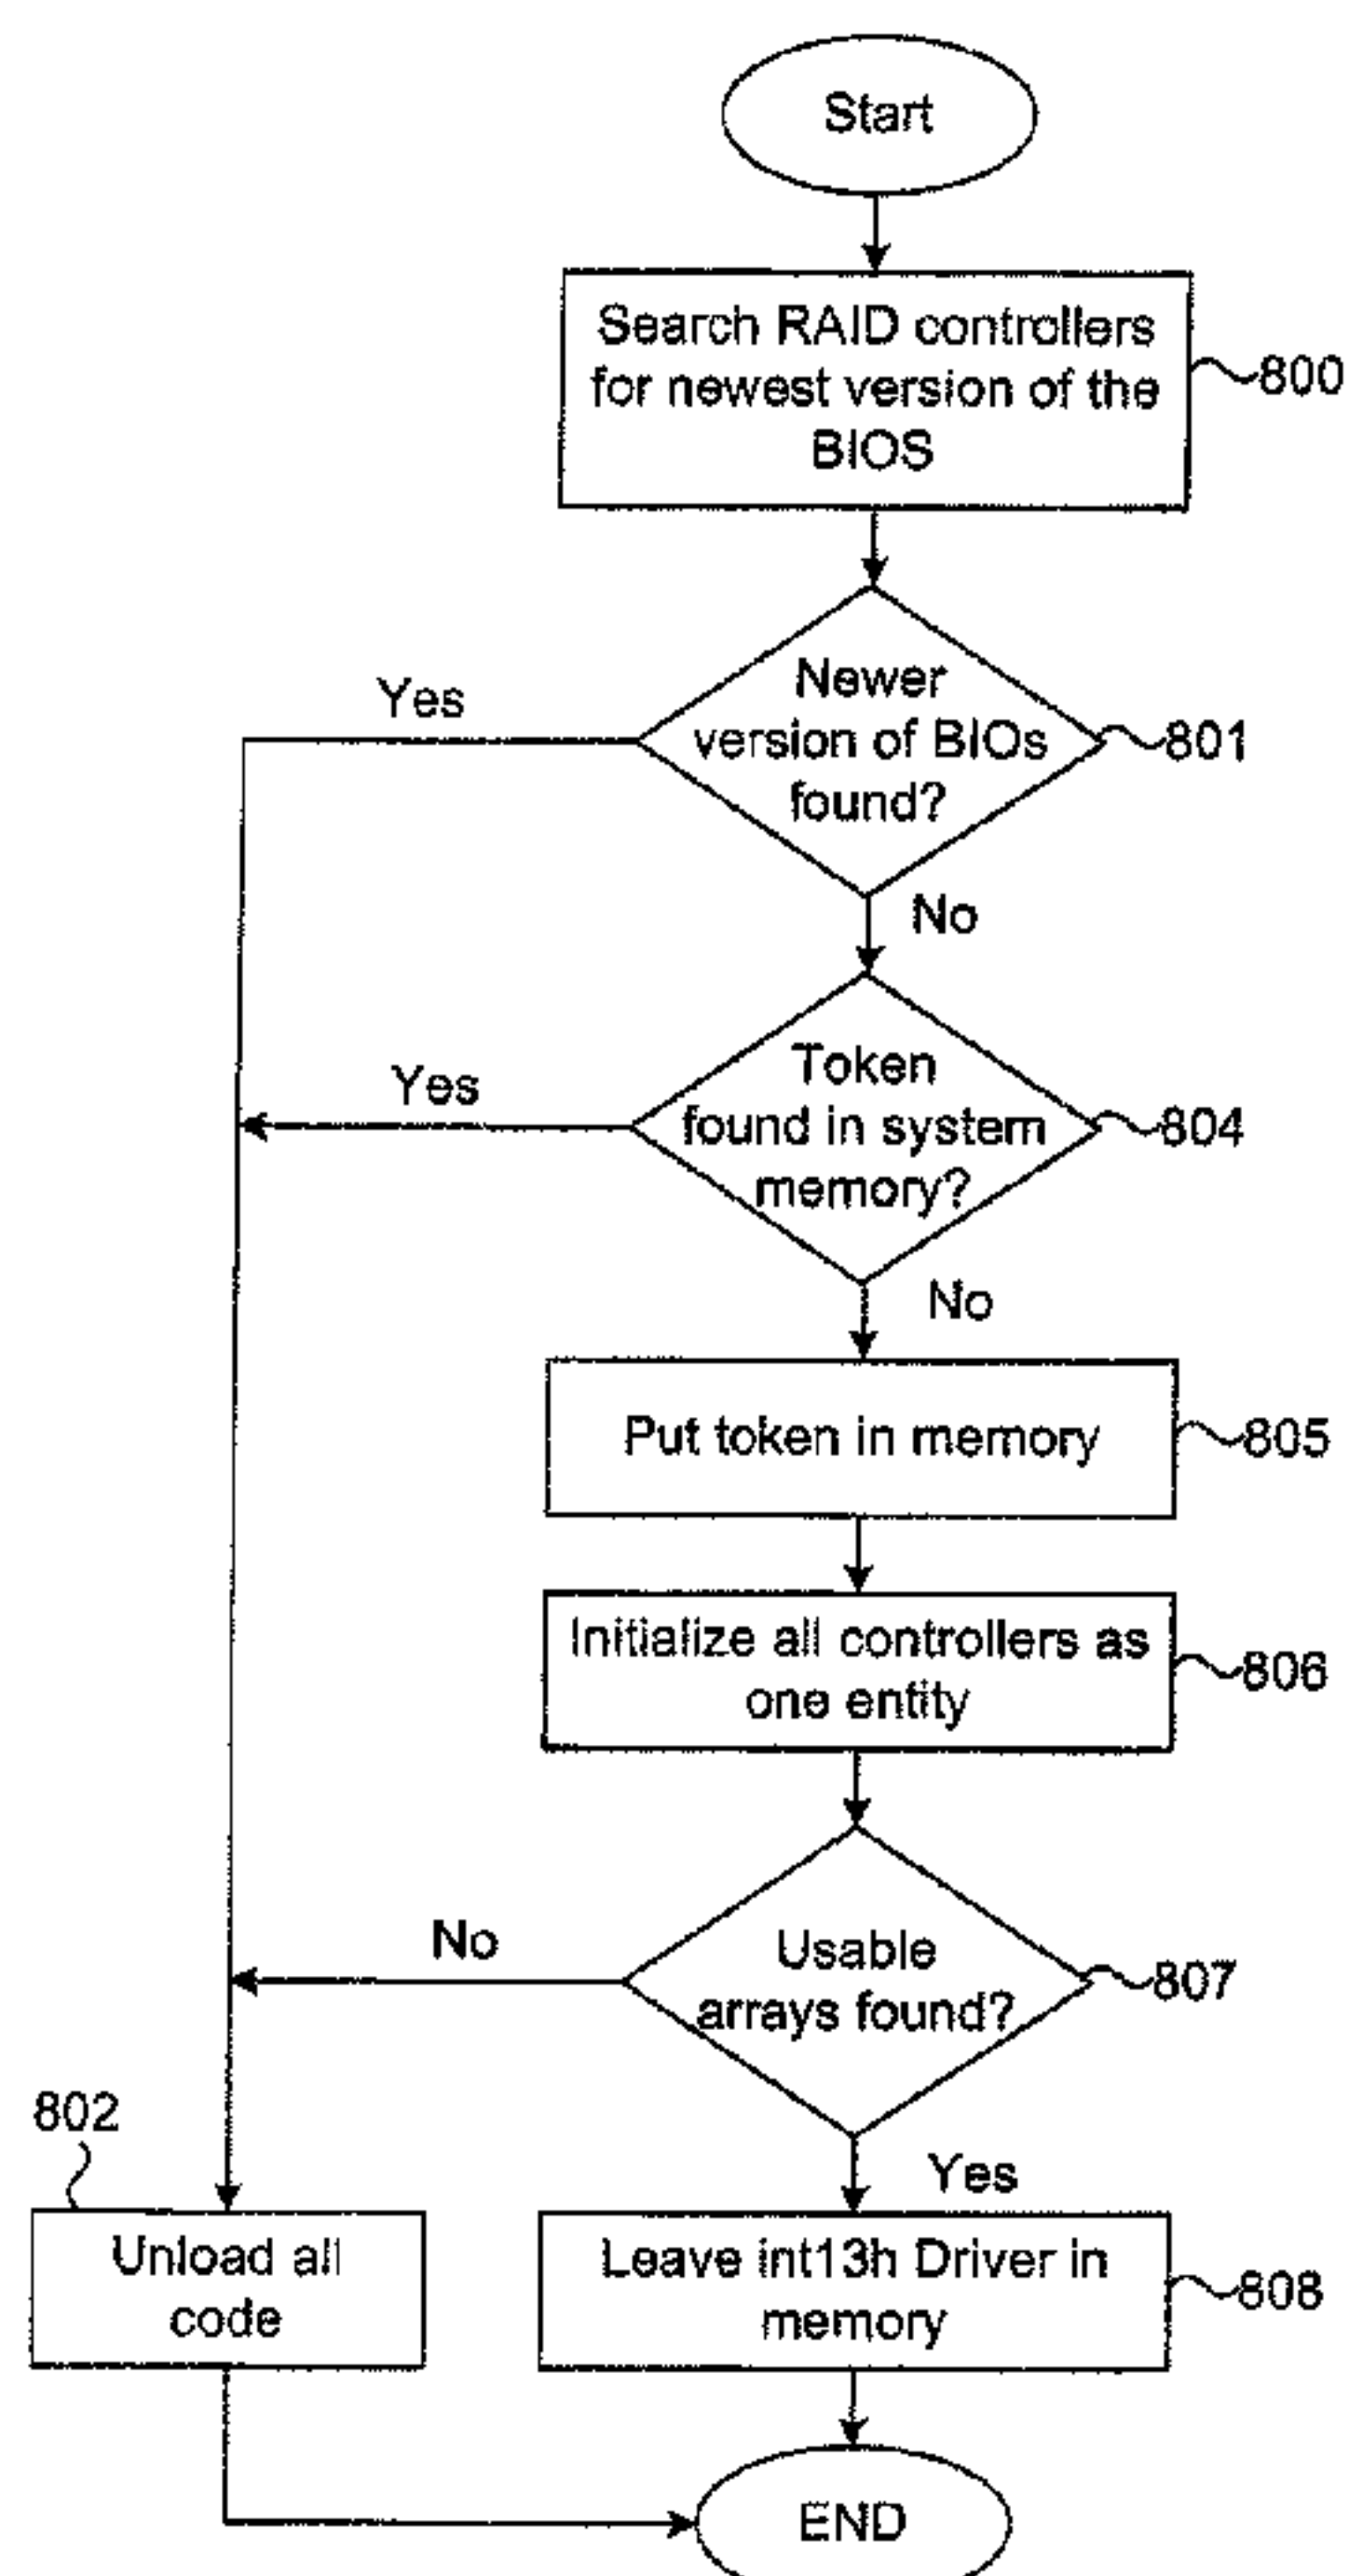 Start
Search RAID controllers
for newest version of the
BIOS
800
Newer
version of BIOs
found?
801
Yes
No
Token
found in system
memory?
804
Yes
No
Put token in memory
805
Initialize all controllers as
one entity
806
Usable
arrays found?
807
No
Yes
802
Unload all
code
Leave int13h Driver in
memory
808
END